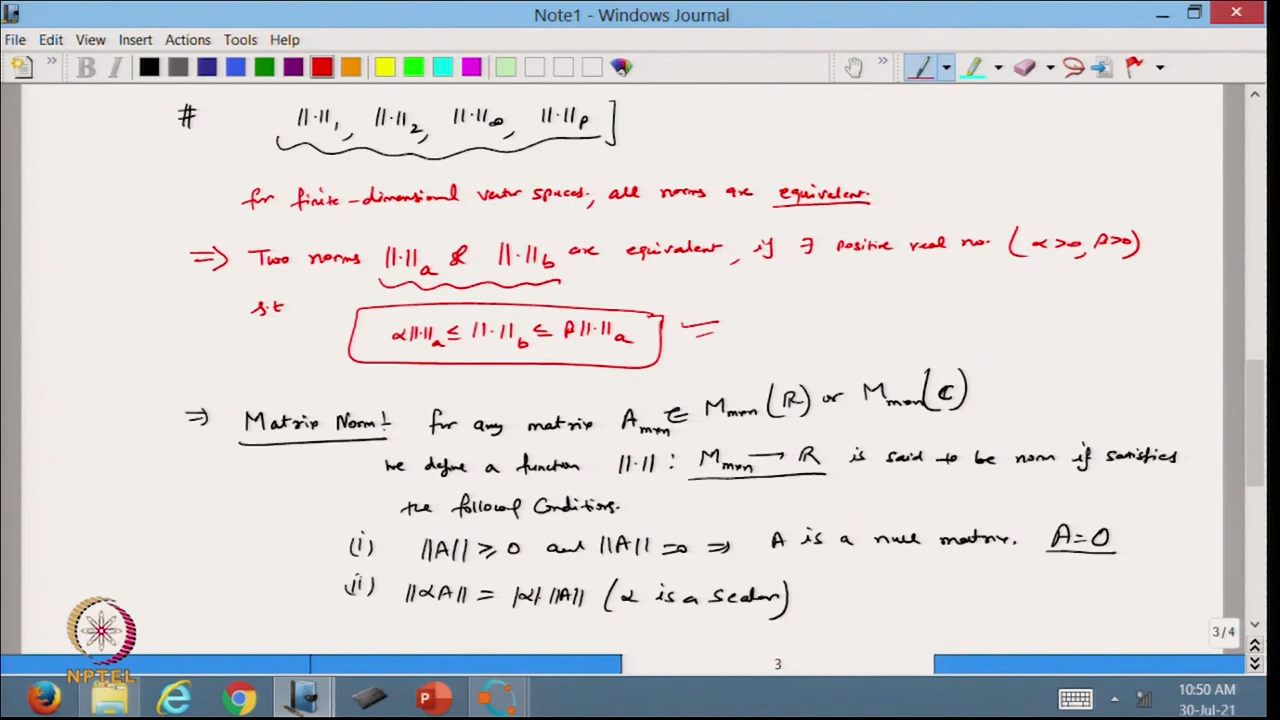 Note1 - Windows Journal
File Edit View Insert Actions Tools Help
B I
# ||·||₁, ||·||₂, ||·||∞, ||·||p ]
for finite-dimensional vector spaces, all norms are equivalent.
⇒ Two norms ||·||a & ||·||b are equivalent, if ∃ positive real no. (α>0, β>0)
s.t
α||·||a ≤ ||·||b ≤ β||·||a
⇒ Matrix Norm! for any matrix Amxn ∈ Mmxn (R) or Mmxn (C)
We define a function ||·|| : Mmxn → R is said to be norm if satisfies
the followed Conditions.
(i) ||A|| ≥ 0 and ||A|| = 0 ⇒ A is a null matrix. A=0
(ii) ||αA|| = |α| ||A|| (α is a scalar)
3/4
3
NPTEL
10:50 AM
30-Jul-21